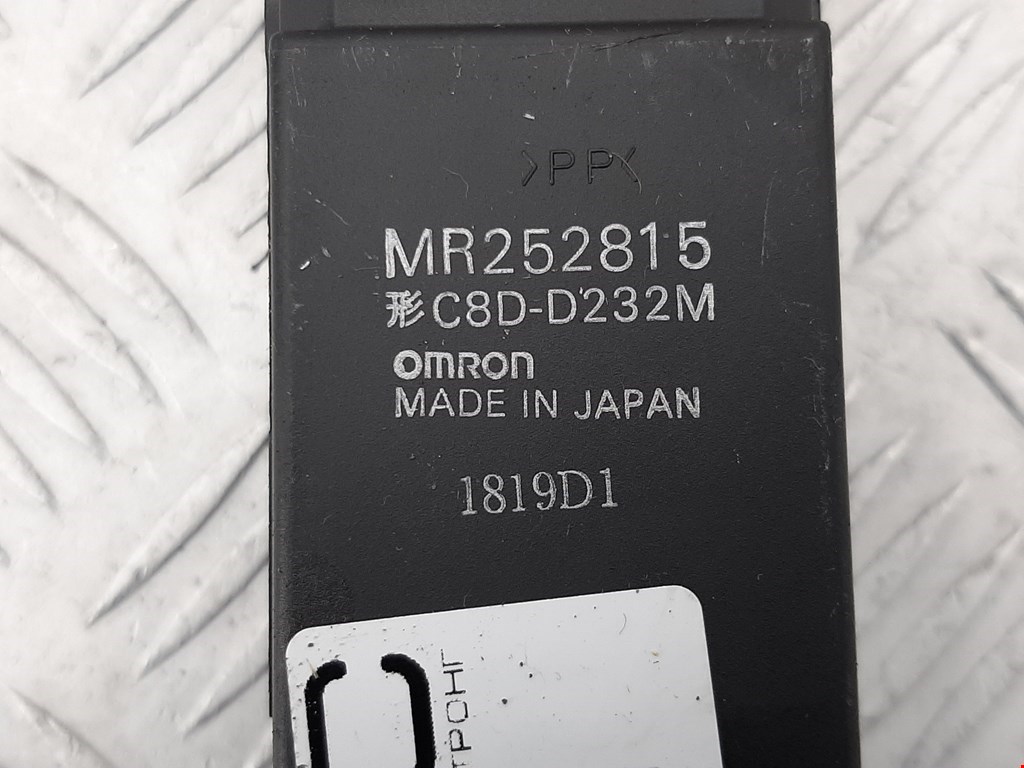 >PP<
MR252815
形C8D-D232M
omron
MADE IN JAPAN
1819D1